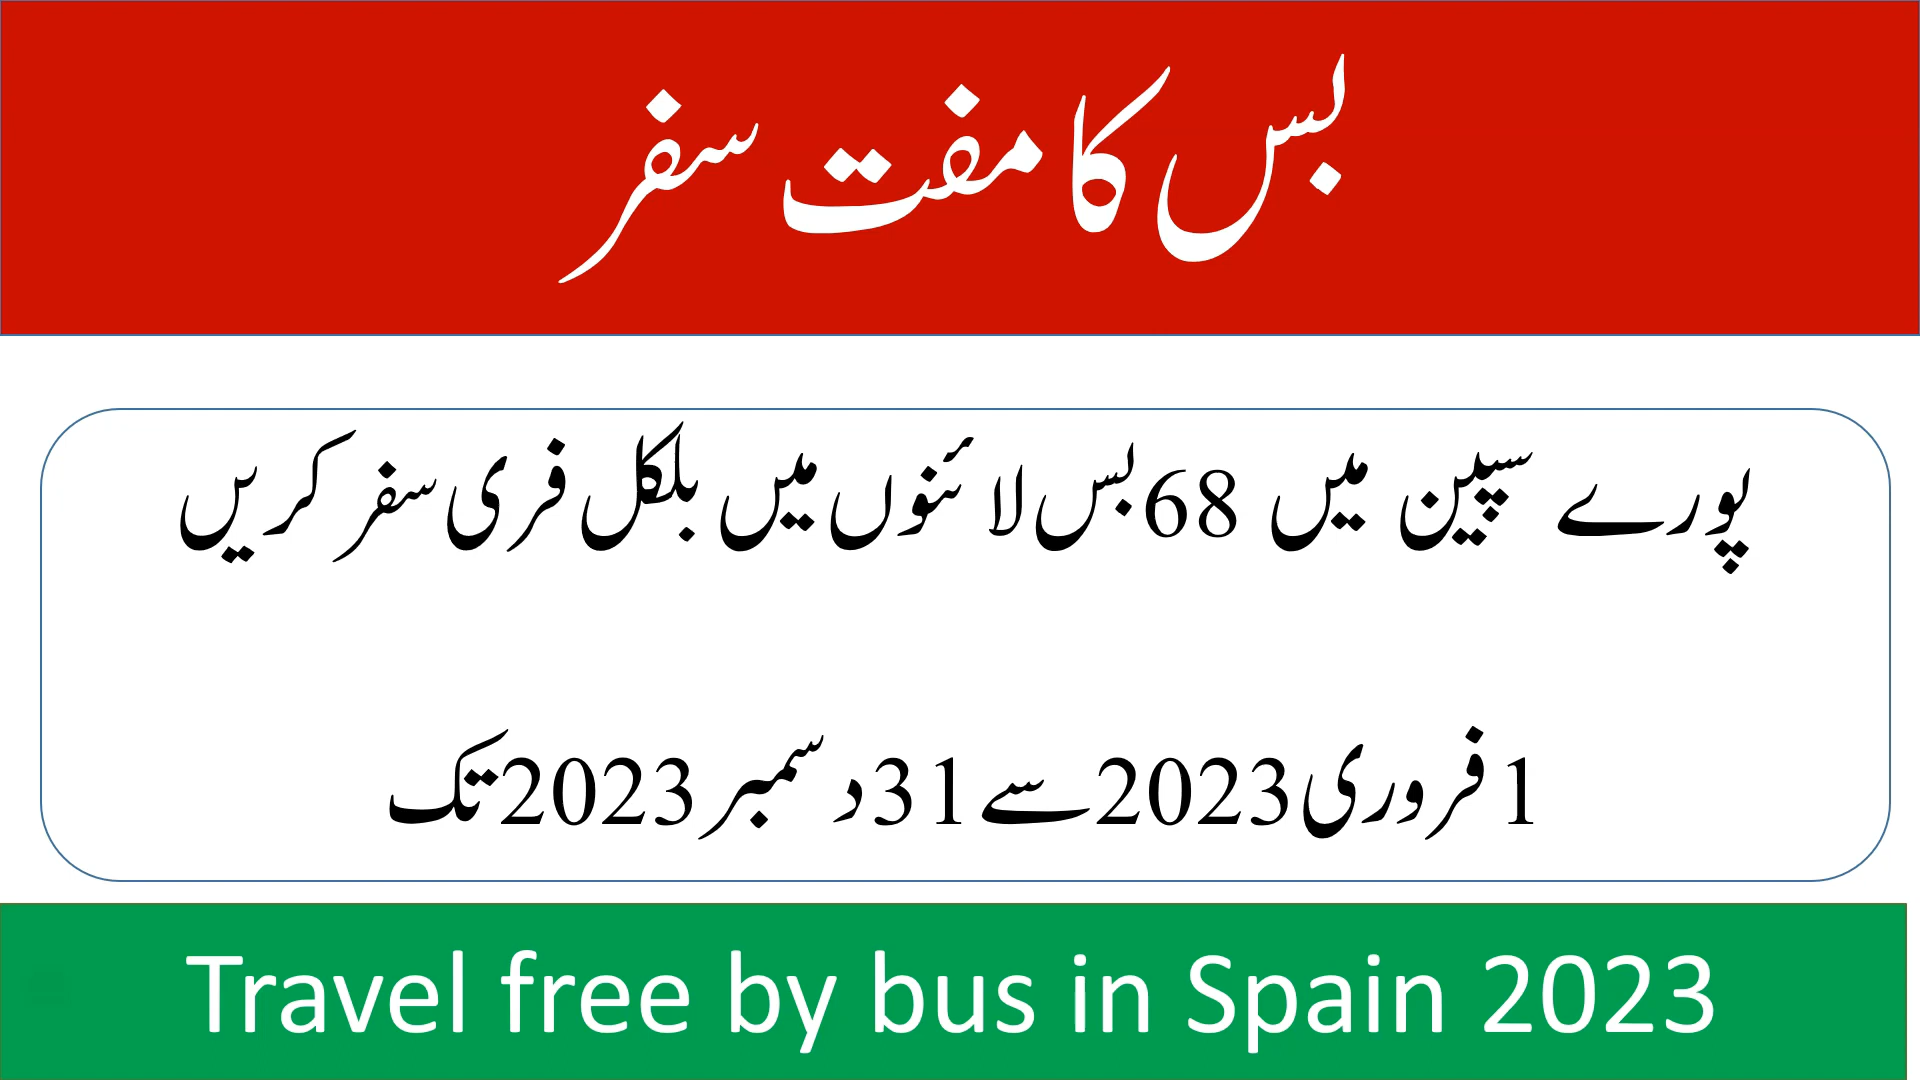 بس کا مفت سفر
پورے سپین میں 68 بس لائنوں میں بلکل فری سفر کریں
1 فروری 2023 سے 31 دسمبر 2023 تک
Travel free by bus in Spain 2023